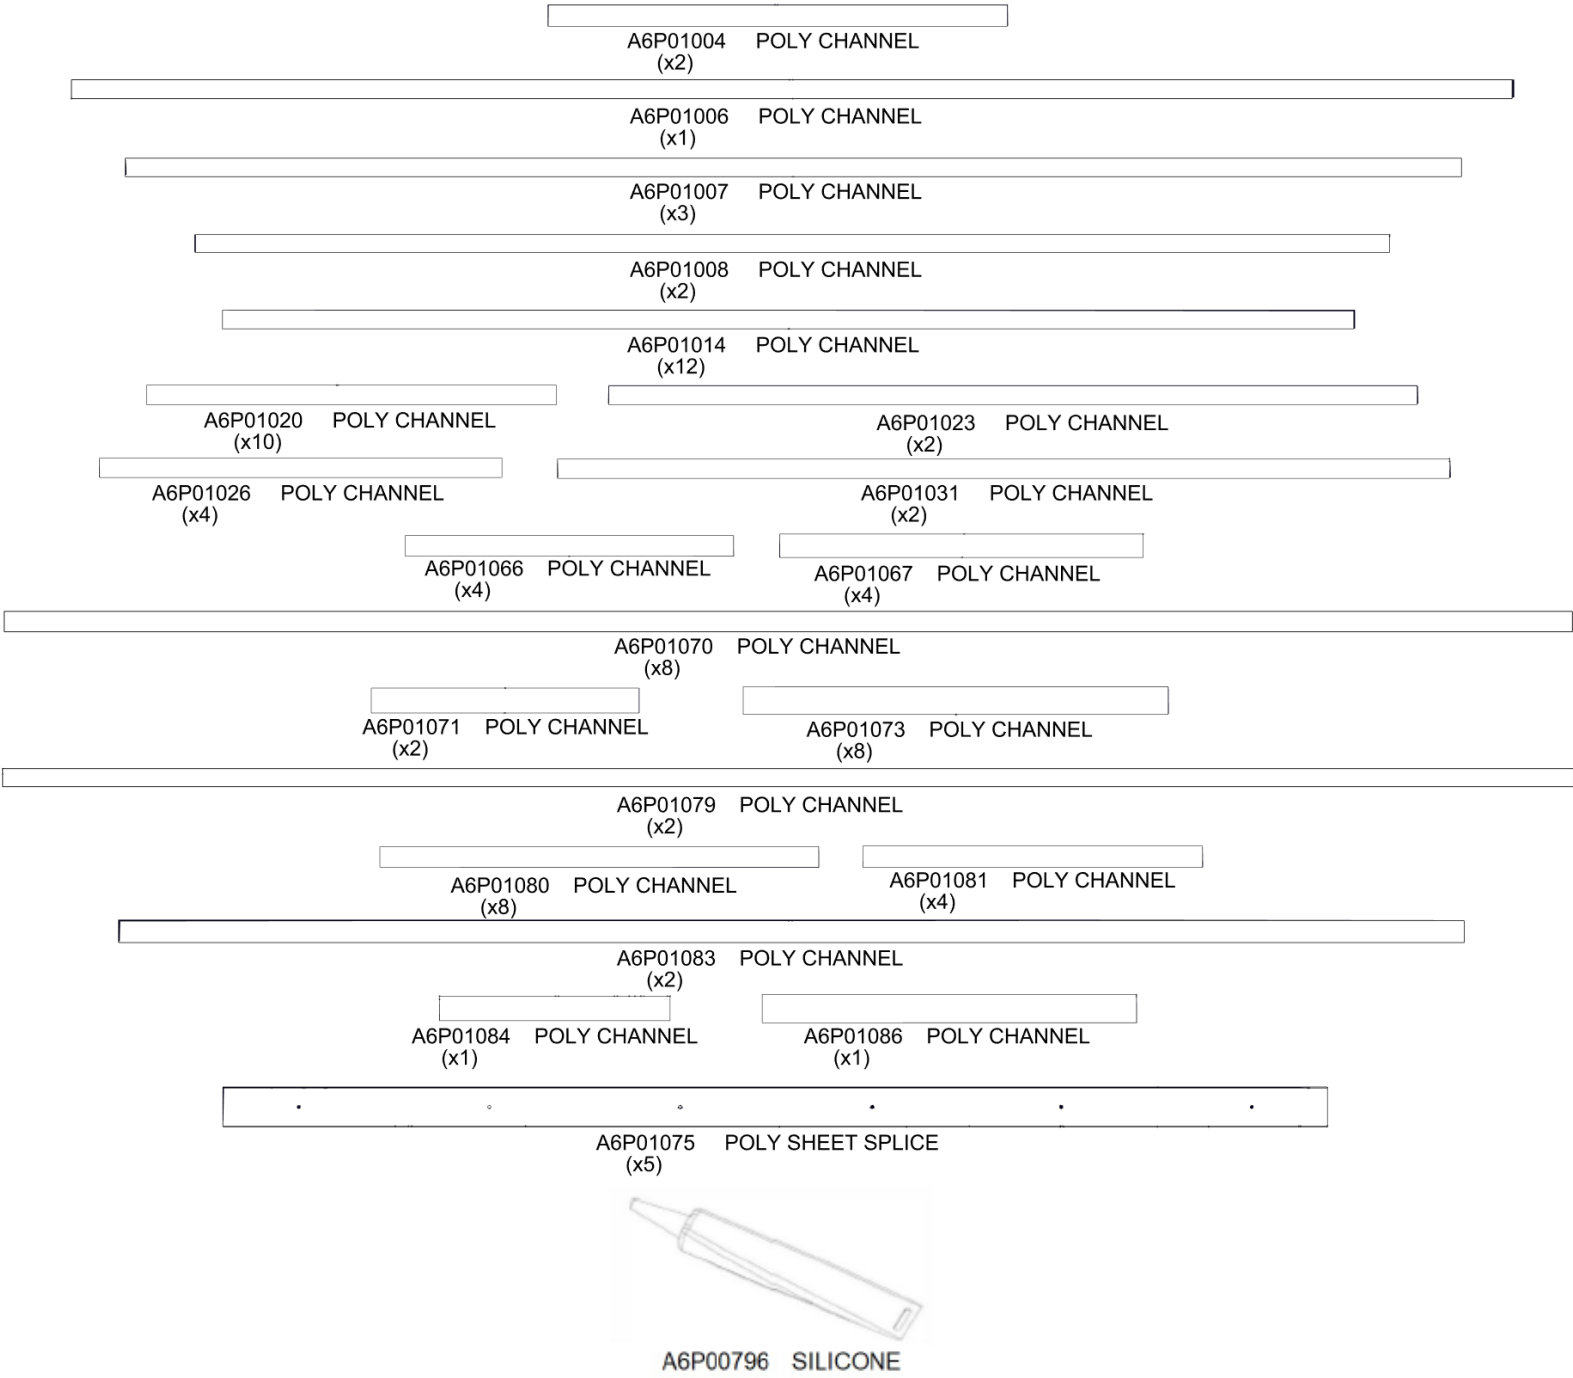 A6P01004 POLY CHANNEL
(x2)
A6P01006 POLY CHANNEL
(x1)
A6P01007 POLY CHANNEL
(x3)
A6P01008 POLY CHANNEL
(x2)
A6P01014 POLY CHANNEL
(x12)
A6P01020 POLY CHANNEL
(x10)
A6P01023 POLY CHANNEL
(x2)
A6P01026 POLY CHANNEL
(x4)
A6P01031 POLY CHANNEL
(x2)
A6P01066 POLY CHANNEL
(x4)
A6P01067 POLY CHANNEL
(x4)
A6P01070 POLY CHANNEL
(x8)
A6P01071 POLY CHANNEL
(x2)
A6P01073 POLY CHANNEL
(x8)
A6P01079 POLY CHANNEL
(x2)
A6P01080 POLY CHANNEL
(x8)
A6P01081 POLY CHANNEL
(x4)
A6P01083 POLY CHANNEL
(x2)
A6P01084 POLY CHANNEL
(x1)
A6P01086 POLY CHANNEL
(x1)
A6P01075 POLY SHEET SPLICE
(x5)
A6P00796 SILICONE